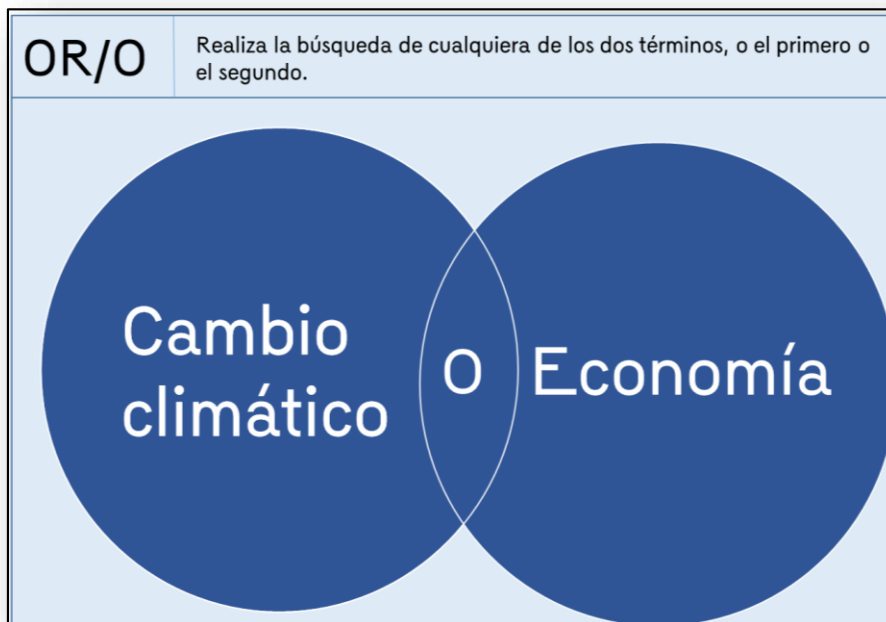 OR/O
Realiza la búsqueda de cualquiera de los dos términos, o el primero o
el segundo.
Cambio
climático
O
Economía